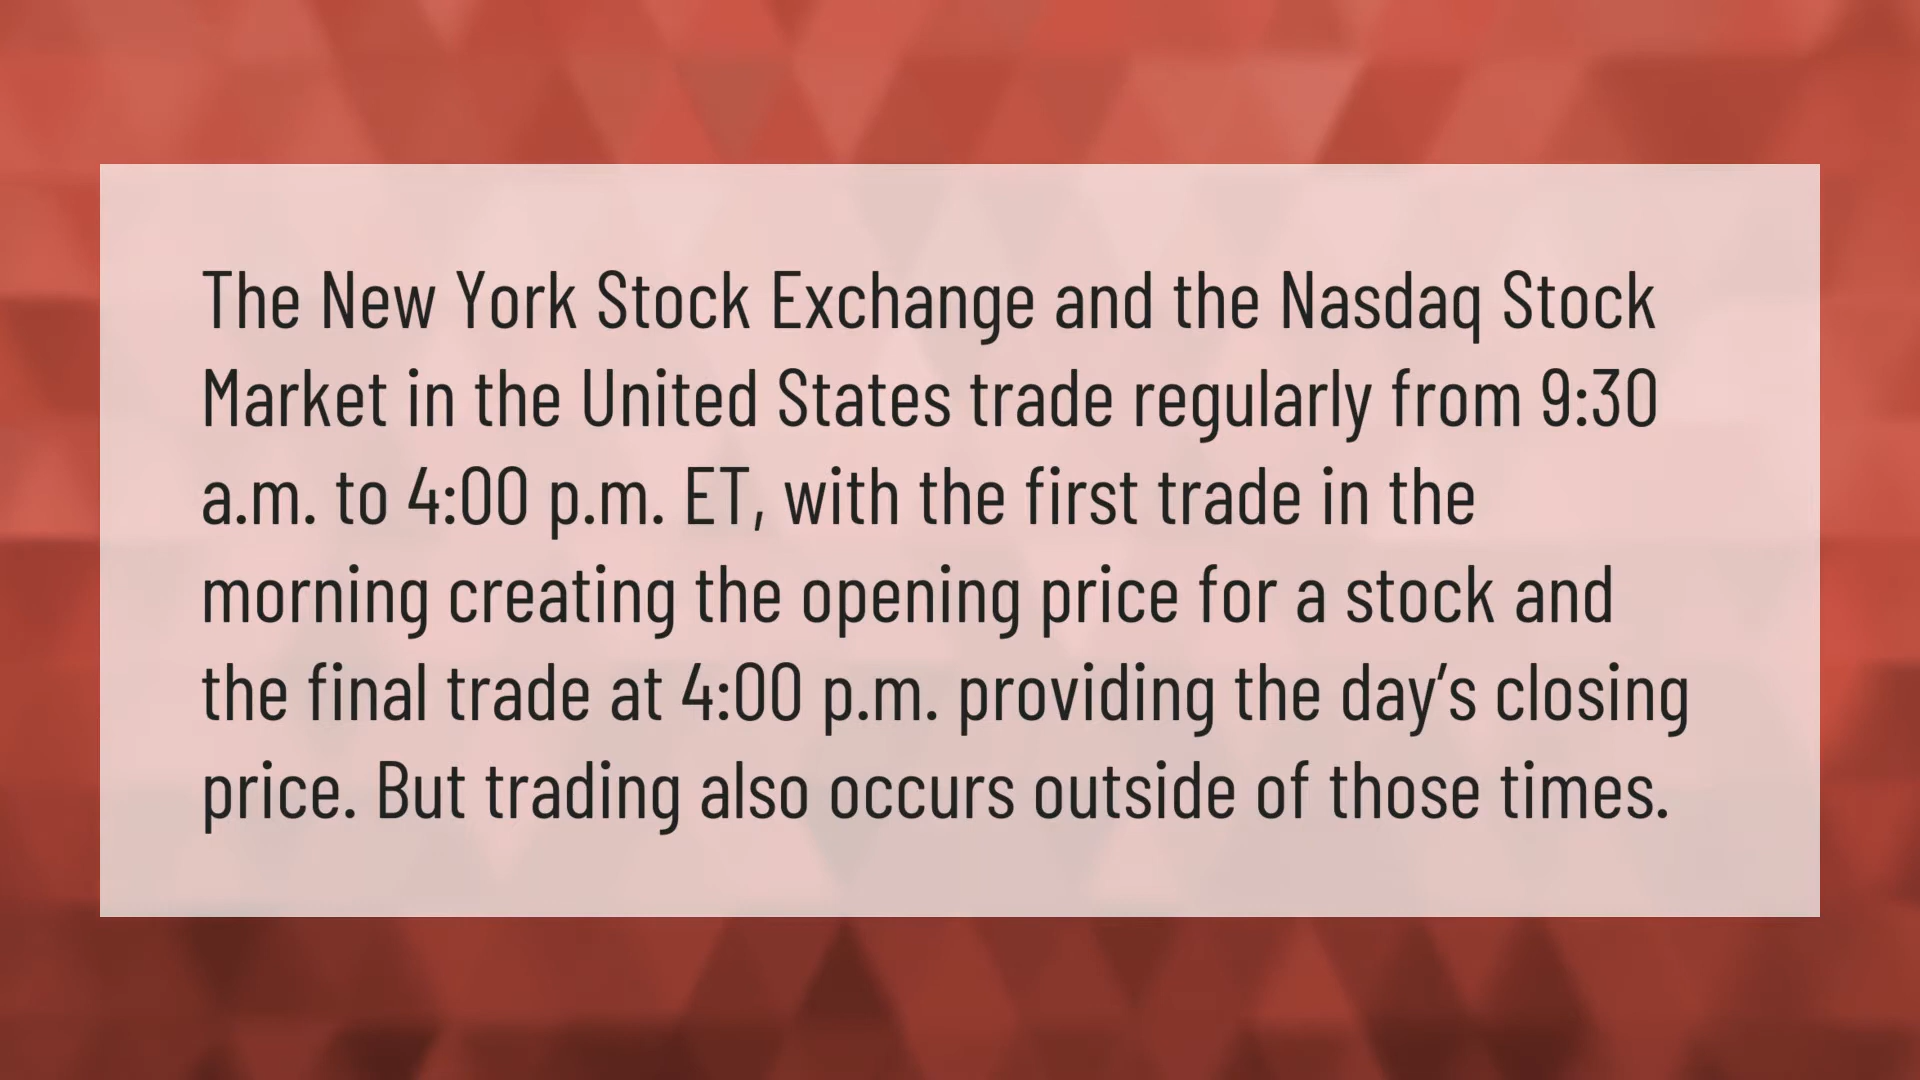 The New York Stock Exchange and the Nasdaq Stock
Market in the United States trade regularly from 9:30
a.m. to 4:00 p.m. ET, with the first trade in the
morning creating the opening price for a stock and
the final trade at 4:00 p.m. providing the day’s closing
price. But trading also occurs outside of those times.